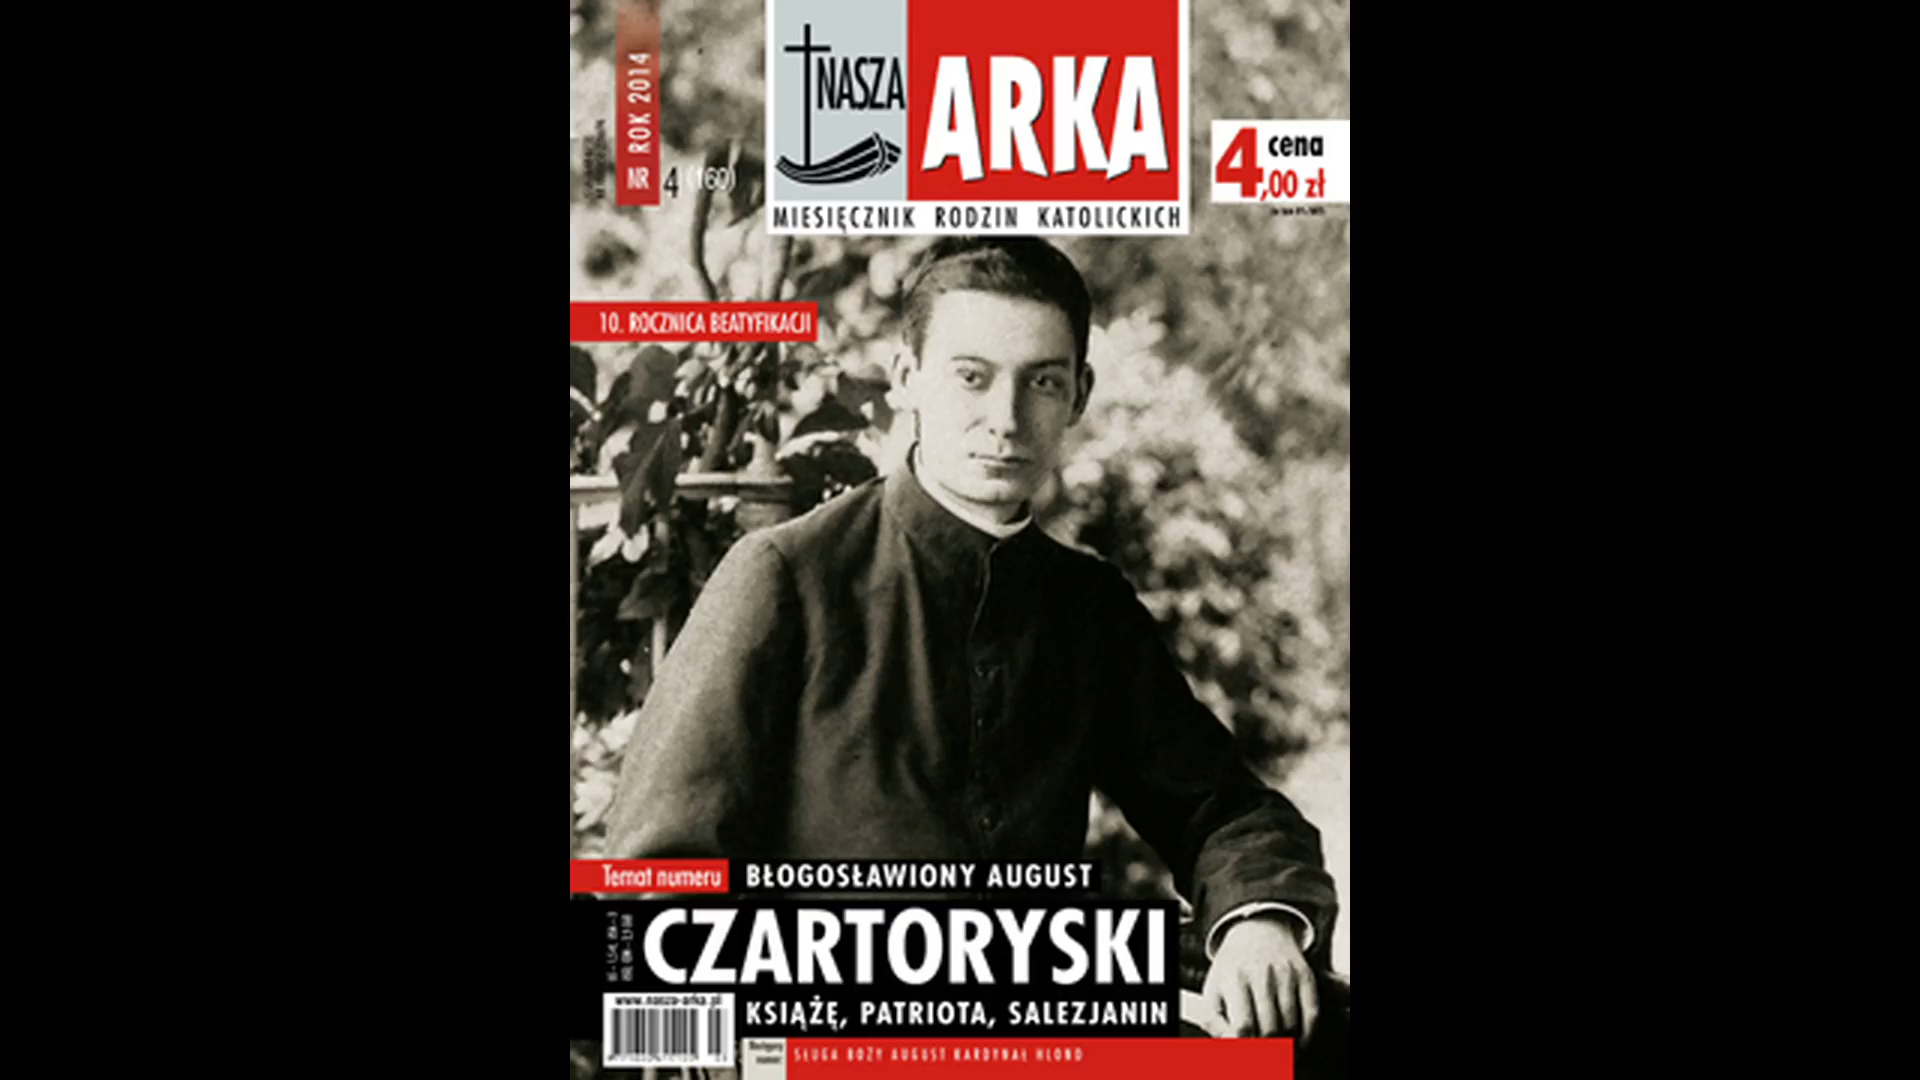 NR ROK 2014
4 (160)
NASZA ARKA
MIESIĘCZNIK RODZIN KATOLICKICH
cena
4,00 zł
10. ROCZNICA BEATYFIKACJI
Temat numeru BŁOGOSŁAWIONY AUGUST
CZARTORYSKI
KSIĄŻĘ, PATRIOTA, SALEZJANIN
www.nasza-arka.pl
numer SŁUGA BOŻY AUGUST KARDYNAŁ HLOND